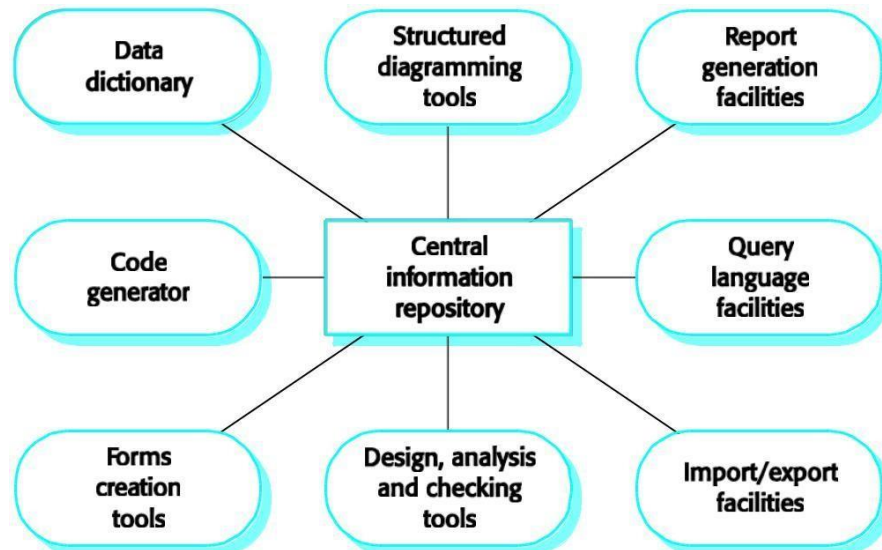 Data
dictionary
Structured
diagramming
tools
Report
generation
facilities
Code
generator
Central
information
repository
Query
language
facilities
Forms
creation
tools
Design, analysis
and checking
tools
Import/export
facilities